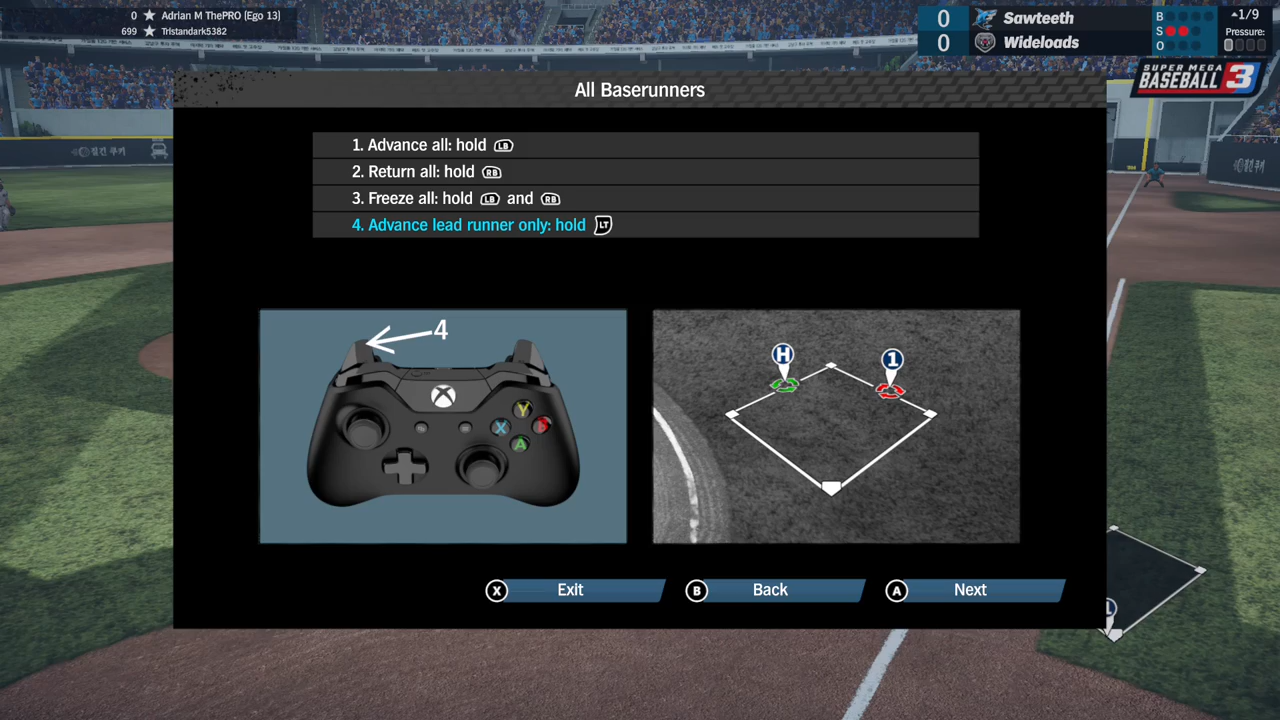 0 ★ Adrian M ThePRO [Ego 13]
699 ★ Tristandark5382
0 Sawteeth
0 Wideloads
B
S
O
1/9
Pressure:
SUPER MEGA
BASEBALL 3
All Baserunners
1. Advance all: hold LB
2. Return all: hold RB
3. Freeze all: hold LB and RB
4. Advance lead runner only: hold LT
4
Y
X
B
A
H
1
X Exit
B Back
A Next